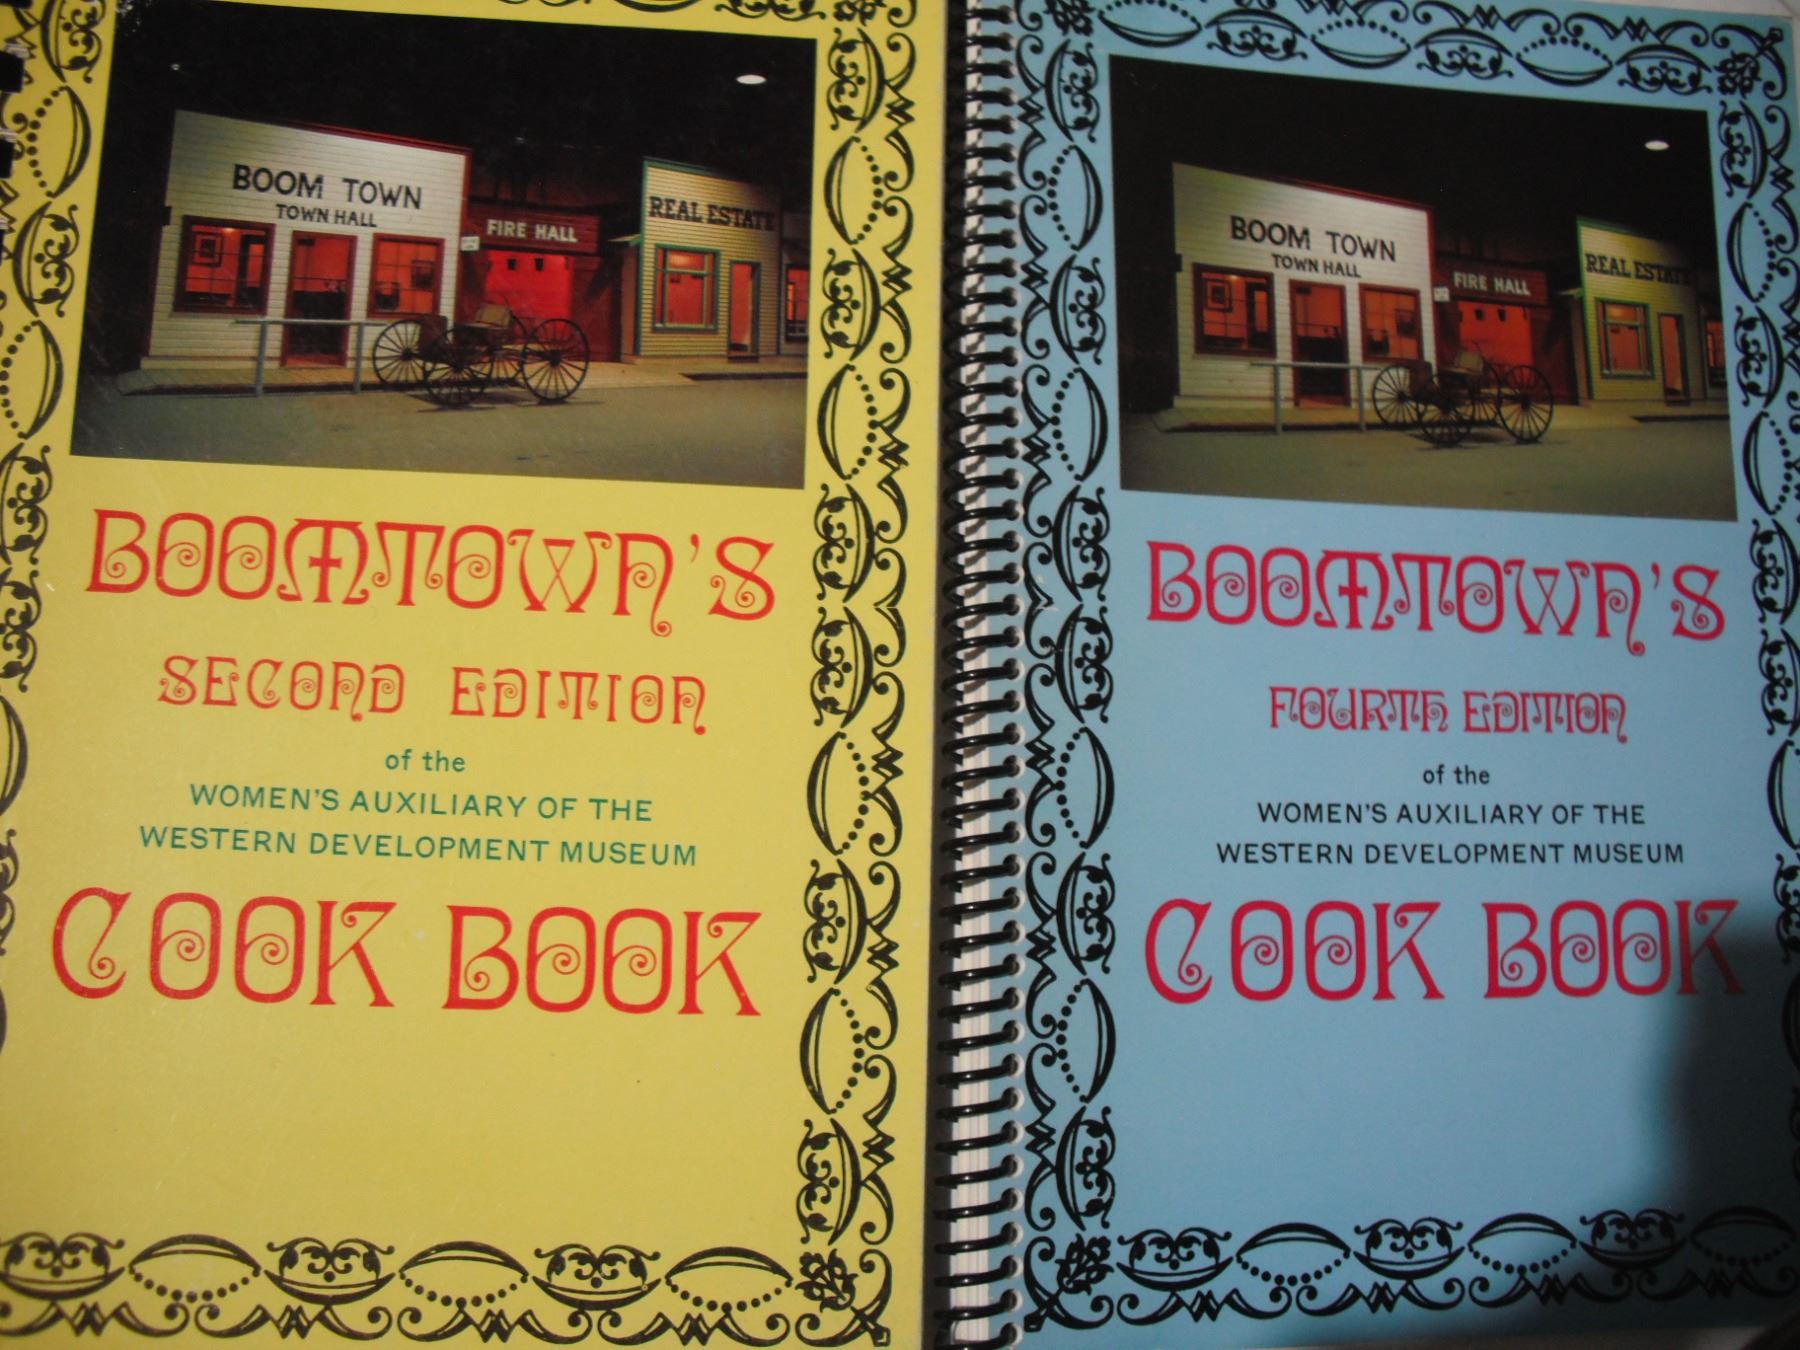 BOOM TOWN
TOWN HALL
FIRE HALL
REAL ESTATE
BOOMTOWN'S
SECOND EDITION
of the
WOMEN'S AUXILIARY OF THE
WESTERN DEVELOPMENT MUSEUM
COOK BOOK
BOOM TOWN
TOWN HALL
FIRE HALL
REAL ESTATE
BOOMTOWN'S
FOURTH EDITION
of the
WOMEN'S AUXILIARY OF THE
WESTERN DEVELOPMENT MUSEUM
COOK BOOK